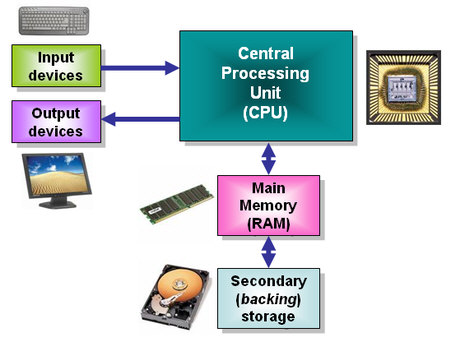 Input
devices
Output
devices
Central
Processing
Unit
(CPU)
Main
Memory
(RAM)
Secondary
(backing)
storage